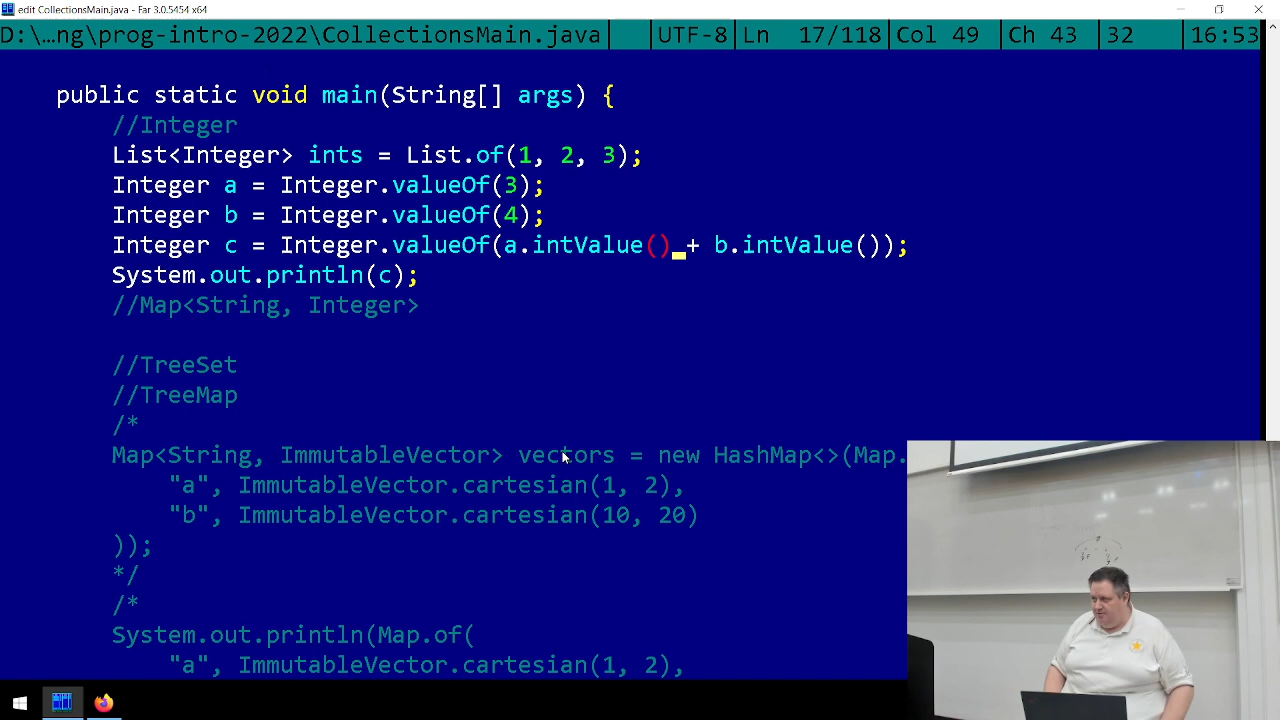 edit CollectionsMain.java - Far 3.0.5454 x64
D:\…ng\prog-intro-2022\CollectionsMain.java UTF-8 Ln 17/118 Col 49 Ch 43 32 16:53
public static void main(String[] args) {
//Integer
List<Integer> ints = List.of(1, 2, 3);
Integer a = Integer.valueOf(3);
Integer b = Integer.valueOf(4);
Integer c = Integer.valueOf(a.intValue() + b.intValue());
System.out.println(c);
//Map<String, Integer>
//TreeSet
//TreeMap
/*
Map<String, ImmutableVector> vectors = new HashMap<>(Map.
"a", ImmutableVector.cartesian(1, 2),
"b", ImmutableVector.cartesian(10, 20)
));
*/
/*
System.out.println(Map.of(
"a", ImmutableVector.cartesian(1, 2),